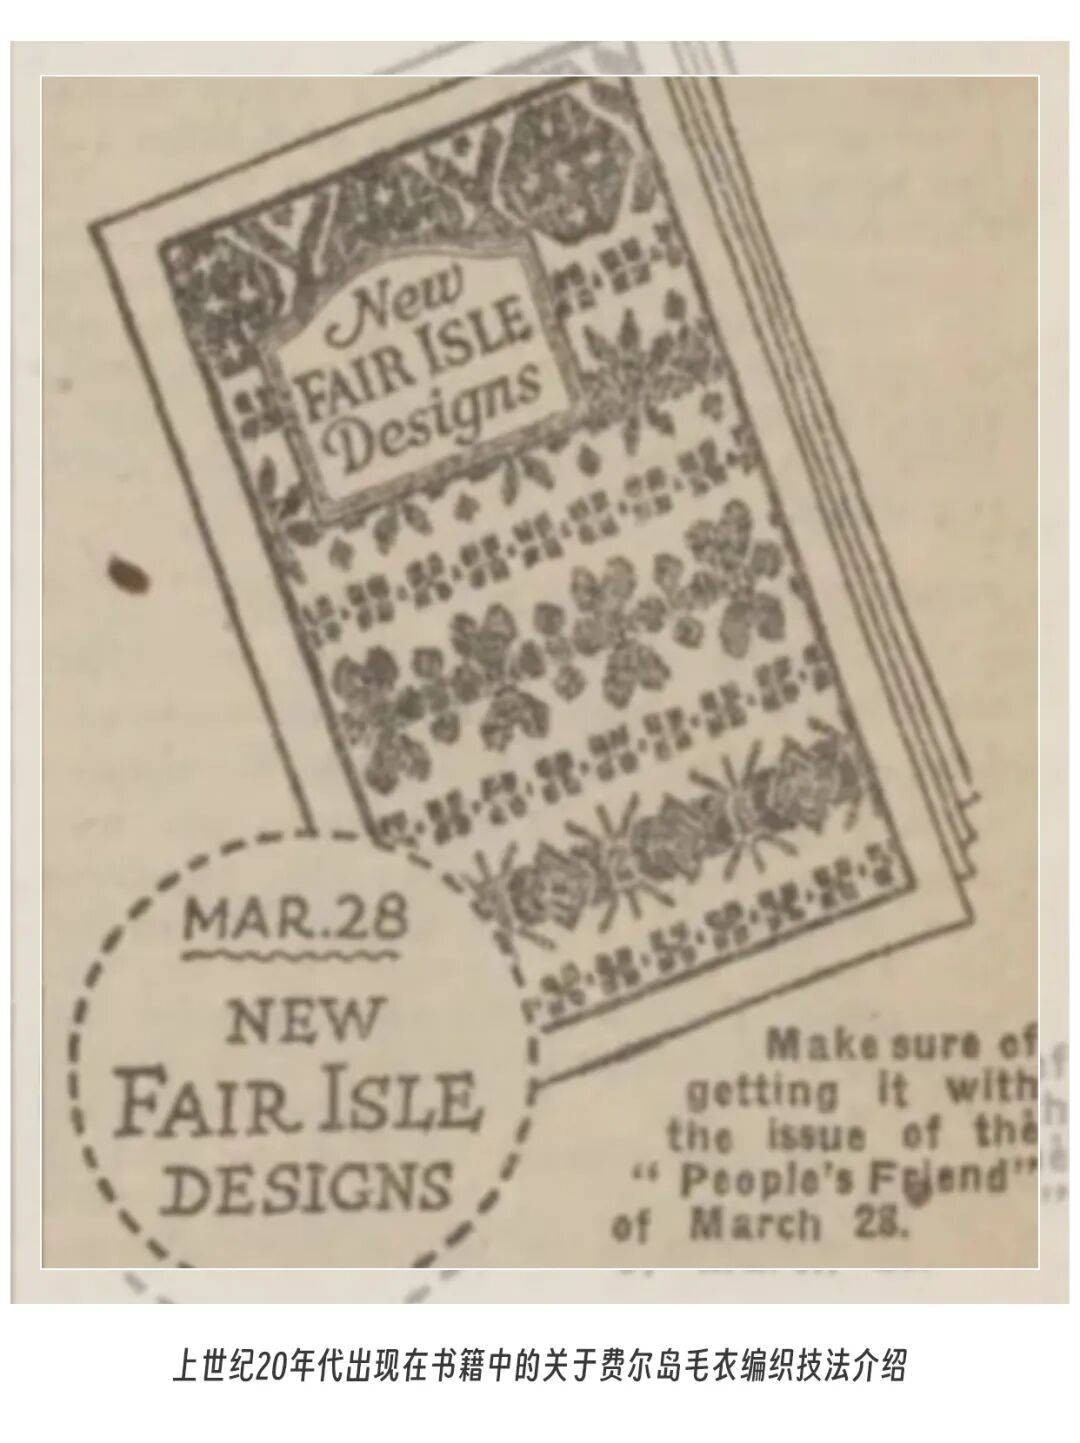 New
FAIR ISLE
Designs
MAR.28
NEW
FAIR ISLE
DESIGNS
Make sure of
getting it with
the issue of the
“People's Friend”
of March 28.
上世纪20年代出现在书籍中的关于费尔岛毛衣编织技法介绍